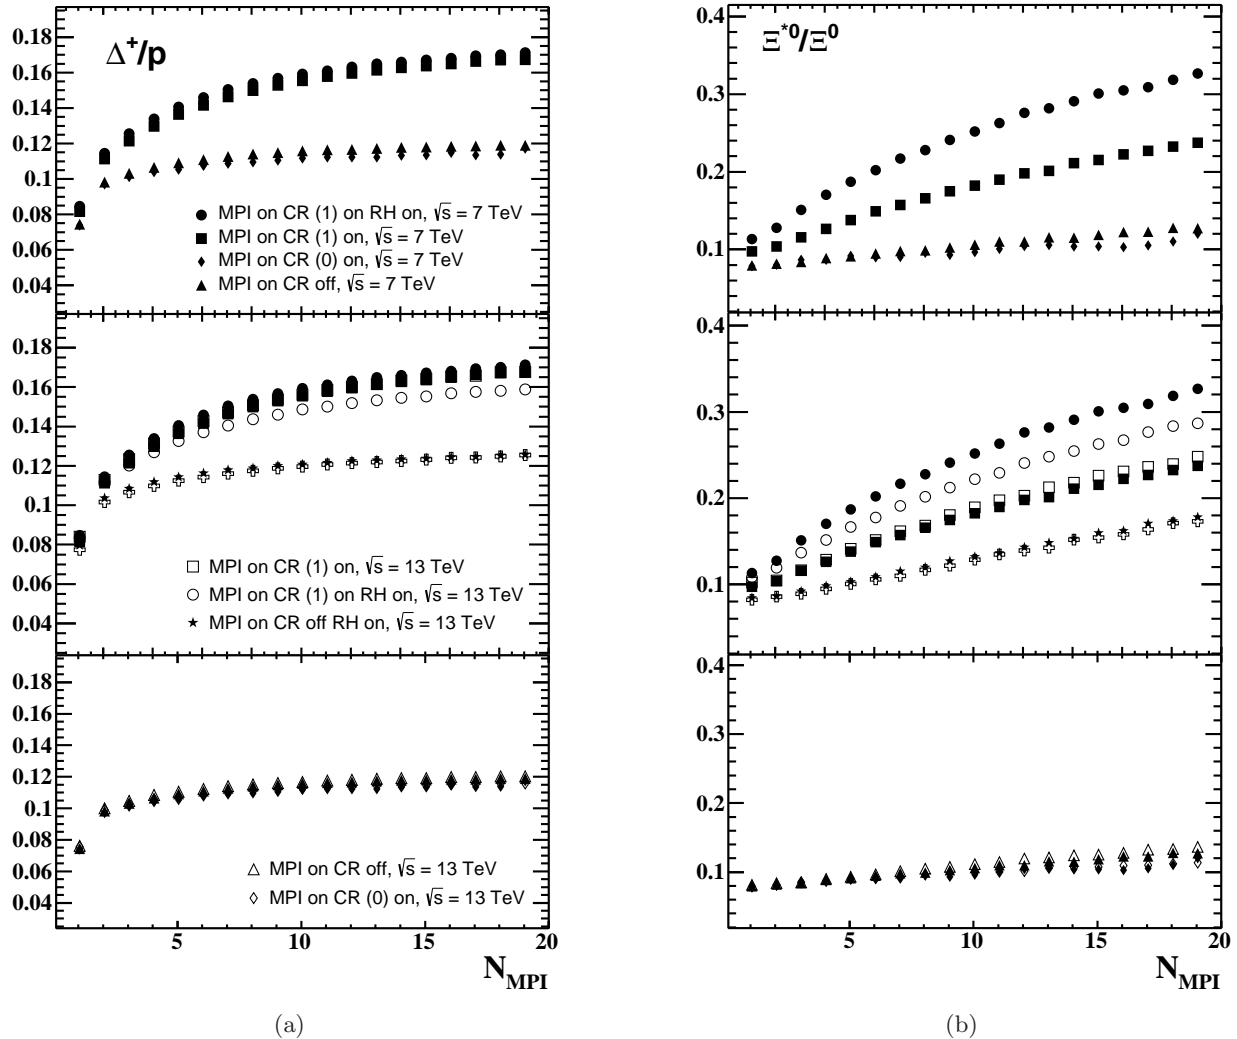 Δ⁺/p
0.18
0.16
0.14
0.12
0.1
0.08
0.06
0.04
MPI on CR (1) on RH on, √s = 7 TeV
MPI on CR (1) on, √s = 7 TeV
MPI on CR (0) on, √s = 7 TeV
MPI on CR off, √s = 7 TeV
0.18
0.16
0.14
0.12
0.1
0.08
0.06
0.04
MPI on CR (1) on, √s = 13 TeV
MPI on CR (1) on RH on, √s = 13 TeV
MPI on CR off RH on, √s = 13 TeV
0.18
0.16
0.14
0.12
0.1
0.08
0.06
0.04
MPI on CR off, √s = 13 TeV
MPI on CR (0) on, √s = 13 TeV
5 10 15 20
N_MPI
(a)
Ξ*⁰/Ξ⁰
0.4
0.3
0.2
0.1
0.4
0.3
0.2
0.1
0.4
0.3
0.2
0.1
5 10 15 20
N_MPI
(b)